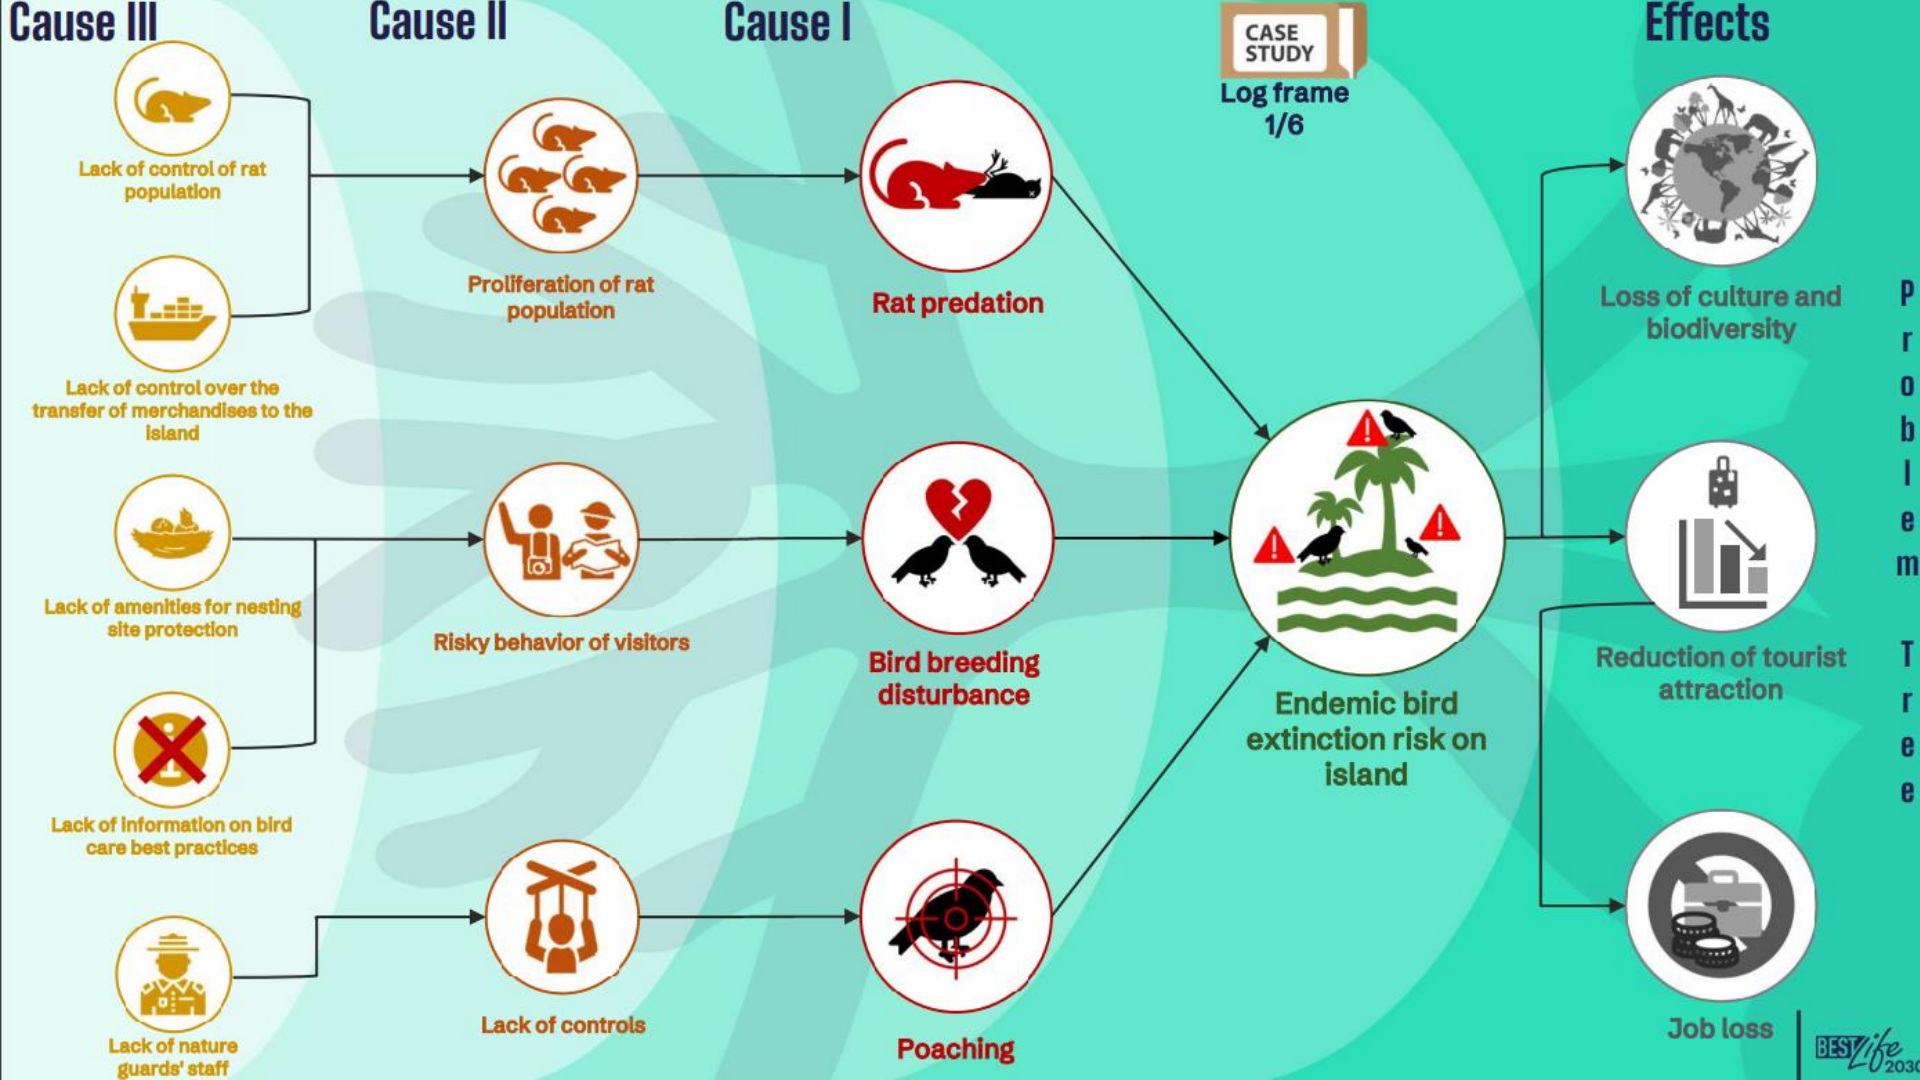 Cause III
Cause II
Cause I
CASE
STUDY
Log frame
1/6
Effects
Lack of control of rat
population
Lack of control over the
transfer of merchandises to the
island
Lack of amenities for nesting
site protection
Lack of information on bird
care best practices
Lack of nature
guards' staff
Proliferation of rat
population
Risky behavior of visitors
Lack of controls
Rat predation
Bird breeding
disturbance
Poaching
Endemic bird
extinction risk on
island
Loss of culture and
biodiversity
Reduction of tourist
attraction
Job loss
Problem Tree
BESTLife
2030